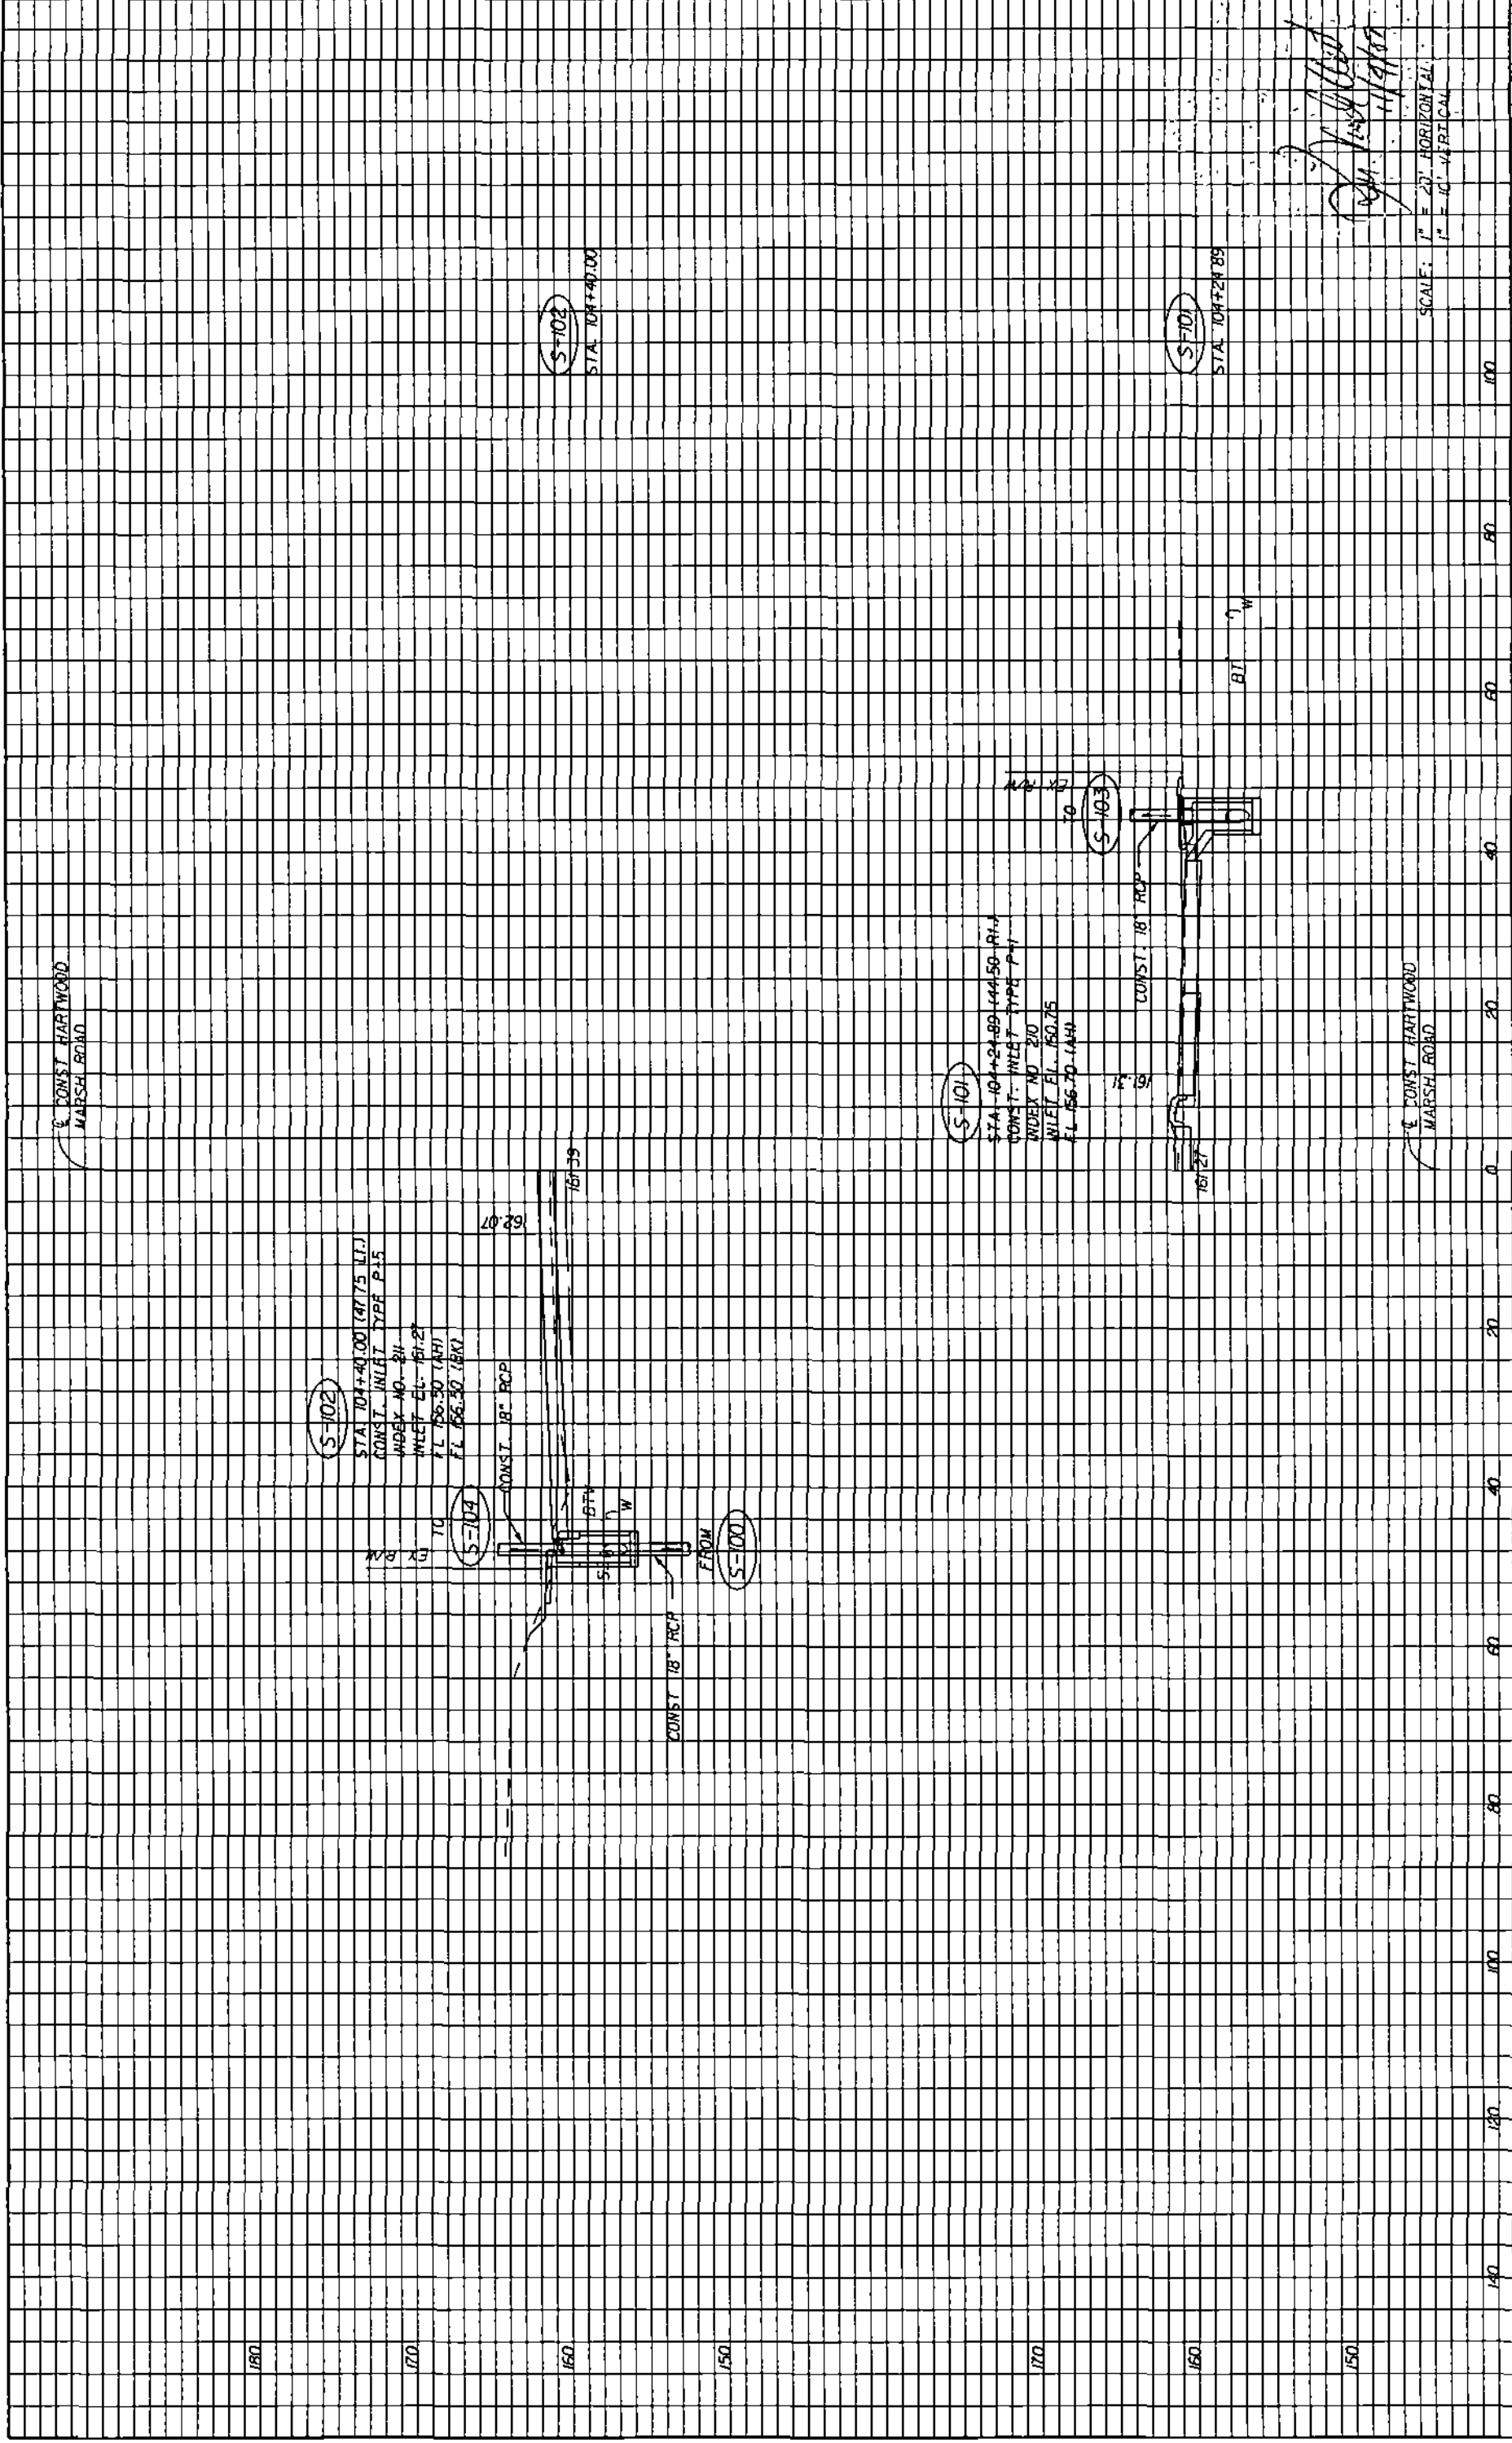 ℄ CONST HARTWOOD
MARSH ROAD
S-102
STA. 104+40.00 (47.75 LT.)
CONST. INLET TYPE P-5
INDEX NO. 211
INLET EL. 161.27
FL 156.50 (AH)
FL 156.50 (BK)
EX R/W
TO
S-104
CONST. 18" RCP
162.07
161.39
BTV
W
FROM
S-100
CONST 18" RCP
S-102
STA. 104+40.00
180
170
160
150
S-101
STA. 104+24.89 (44.50 RT.)
CONST. INLET TYPE P-1
INDEX NO 210
INLET EL. 160.75
FL 156.70 (AH)
EX R/W
TO
S-103
CONST. 18" RCP
161.31
161.27
BT
W
S-101
STA. 104+24.89
170
160
150
℄ CONST HARTWOOD
MARSH ROAD
SCALE: 1" = 20' HORIZONTAL
1" = 10' VERTICAL
140 120 100 80 60 40 20 0 20 40 60 80 100